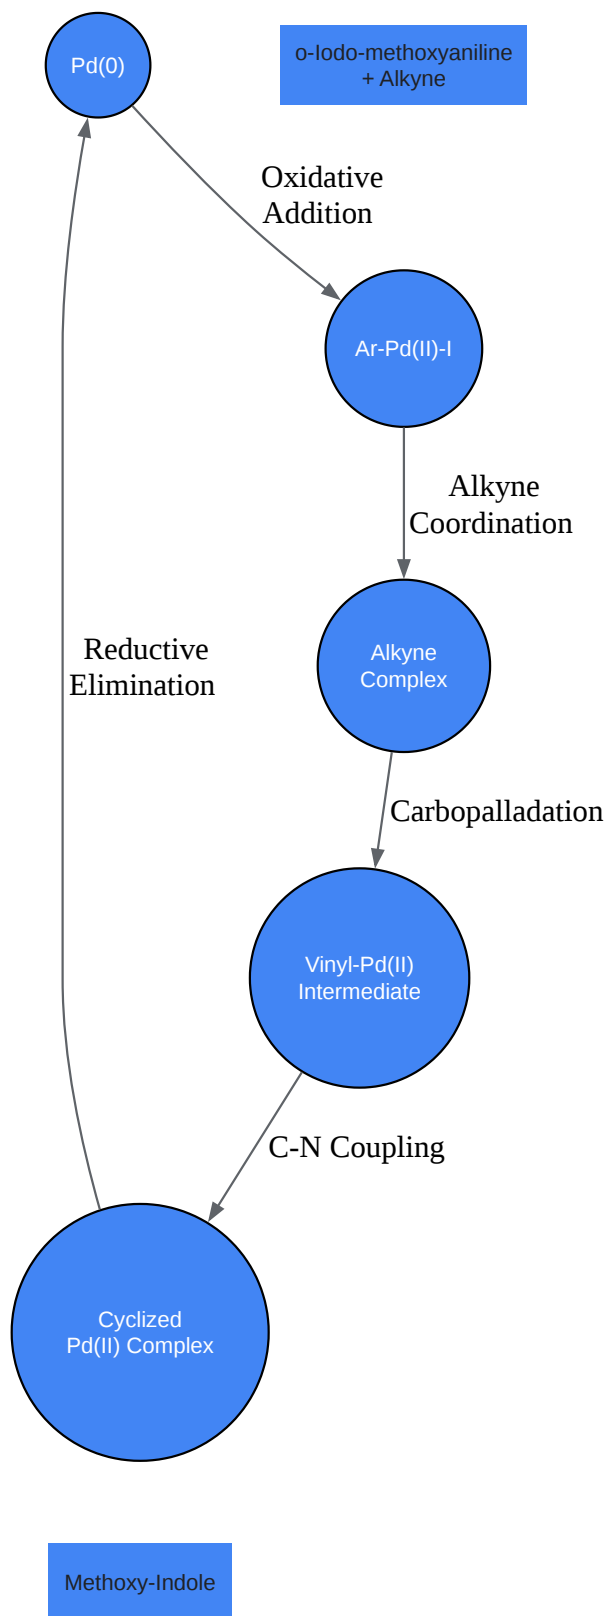 Pd(0)
o-Iodo-methoxyaniline
+ Alkyne
Oxidative
Addition
Ar-Pd(II)-I
Alkyne
Coordination
Alkyne
Complex
Reductive
Elimination
Carbopalladation
Vinyl-Pd(II)
Intermediate
C-N Coupling
Cyclized
Pd(II) Complex
Methoxy-Indole